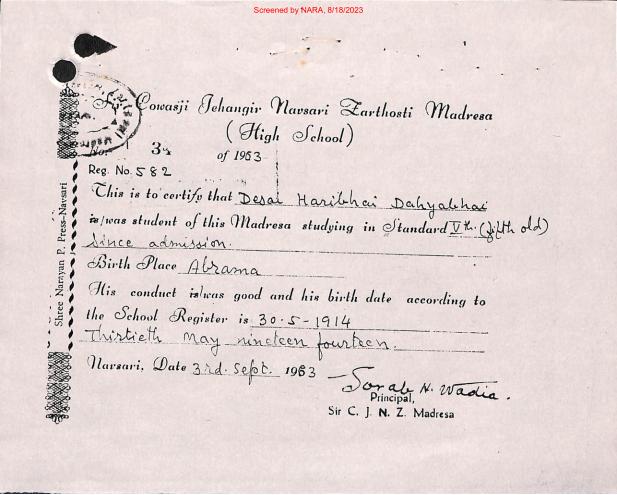 Screened by NARA, 8/18/2023
Sir Cowasji Jehangir Navsari Zarthosti Madresa
(High School)
No. 34 of 1963
Reg. No. 582
This is to certify that Desai Haribhai Dahyabhai
is/was student of this Madresa studying in Standard Vth. (fifth old)
since admission.
Birth Place Abrama
His conduct is/was good and his birth date according to
the School Register is 30-5-1914
Thirtieth May nineteen fourteen.
Navsari, Date 3rd. Sept. 1963
Sorab H. Wadia.
Principal,
Sir C. J. N. Z. Madresa
Shree Narayan P. Press-Navsari